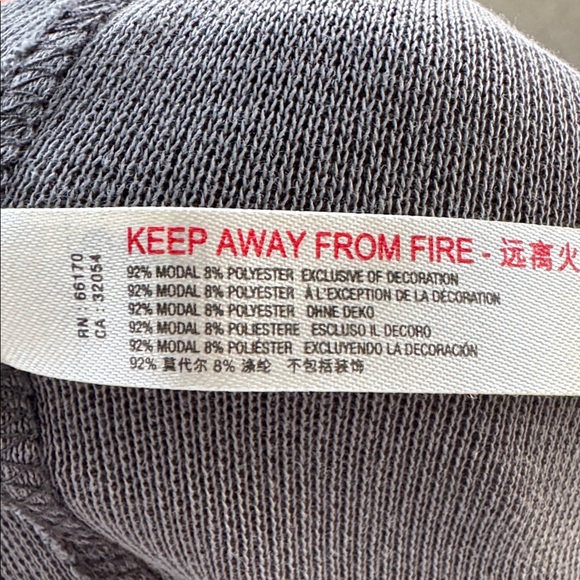 RN 66170
CA : 32054
KEEP AWAY FROM FIRE - 远离火
92% MODAL 8% POLYESTER EXCLUSIVE OF DECORATION
92% MODAL 8% POLYESTER À L'EXCEPTION DE LA DÉCORATION
92% MODAL 8% POLYESTER OHNE DEKO
92% MODAL 8% POLIESTERE ESCLUSO IL DECORO
92% MODAL 8% POLIÉSTER EXCLUYENDO LA DECORACIÓN
92% 莫代尔 8% 涤纶 不包括装饰